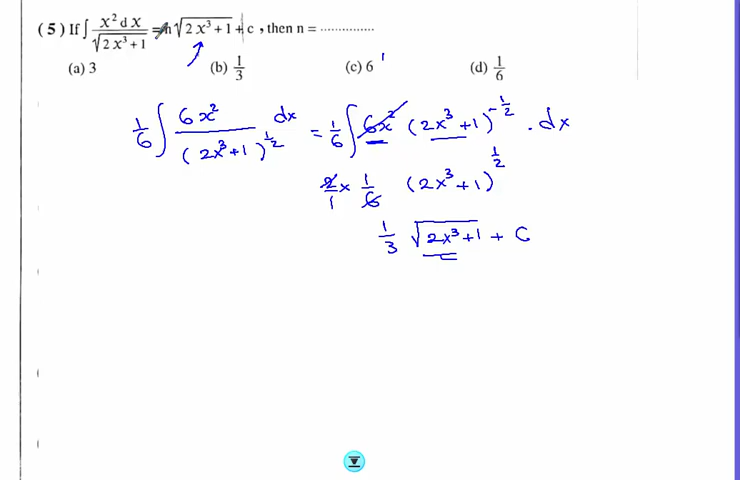 (5) If ∫ x² dx / √(2x³+1) = n√(2x³+1) + c , then n = ...............
(a) 3 (b) 1/3 (c) 6 (d) 1/6
1/6 ∫ 6x² / (2x³+1)^(1/2) dx = 1/6 ∫ 6x² (2x³+1)^(-1/2) . dx
2/1 × 1/6 (2x³+1)^(1/2)
1/3 √(2x³+1) + C